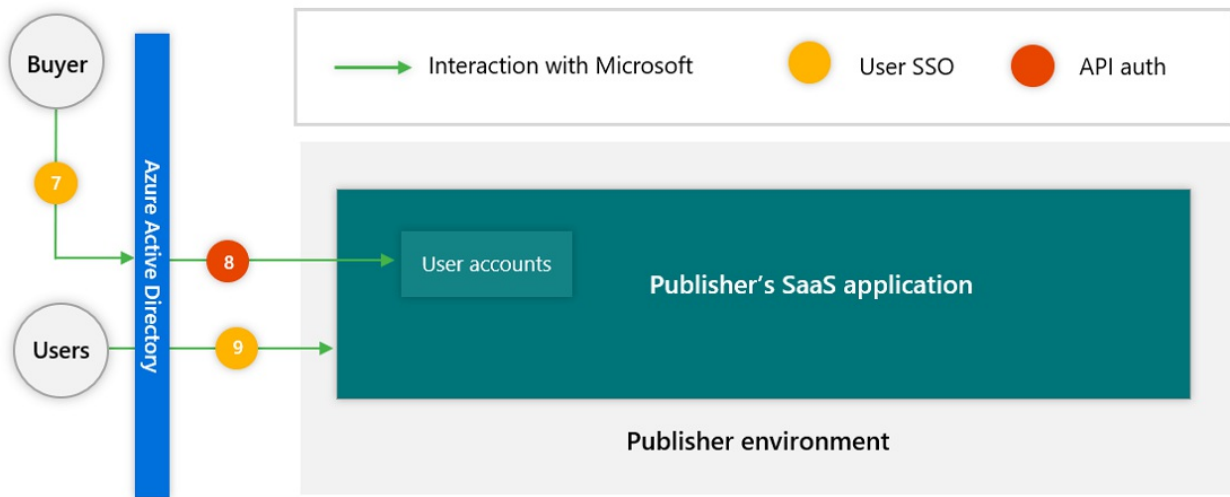 Buyer
Interaction with Microsoft
User SSO
API auth
7
Azure Active Directory
8
User accounts
Publisher’s SaaS application
Users
9
Publisher environment